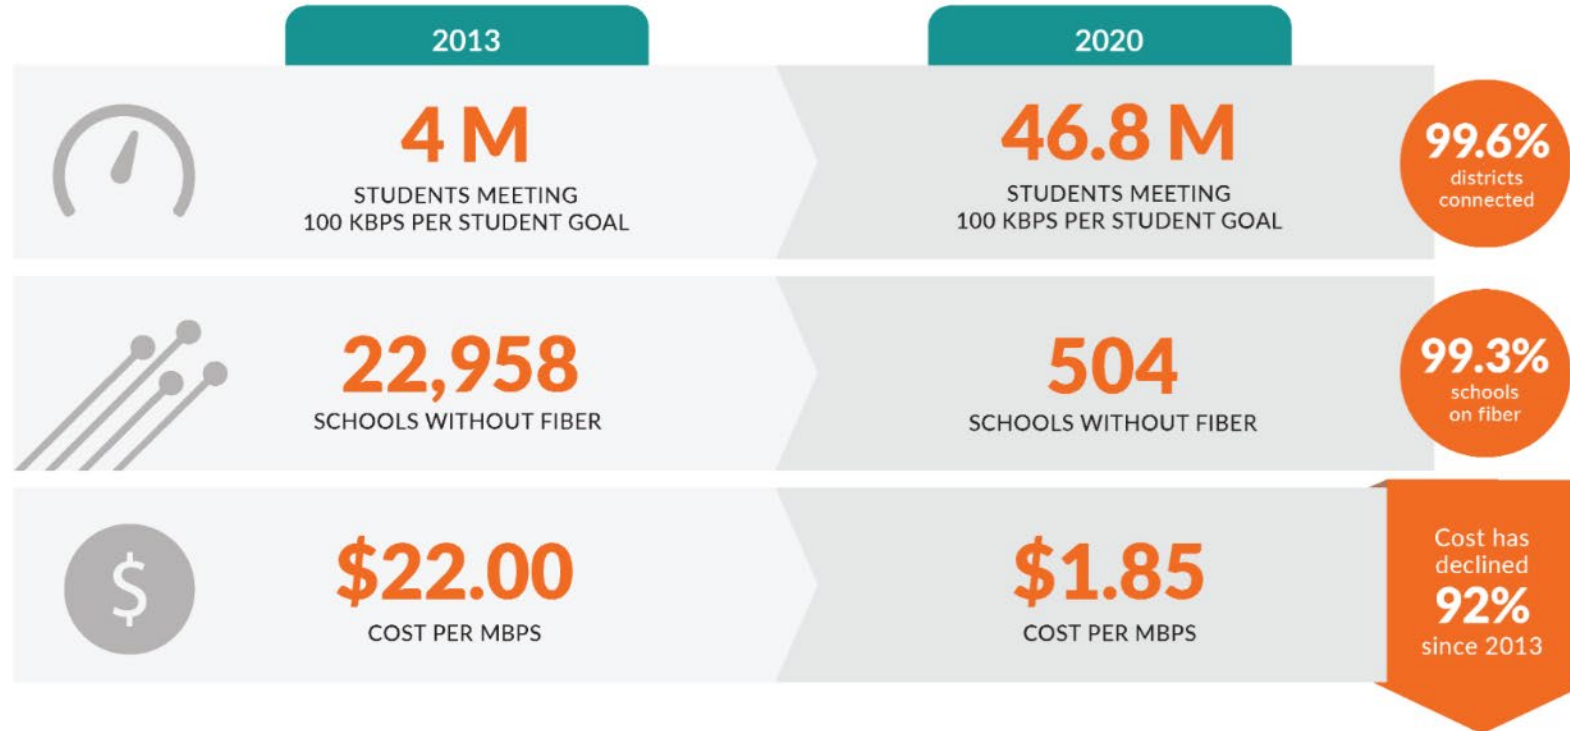 2013
2020
4 M
STUDENTS MEETING
100 KBPS PER STUDENT GOAL
46.8 M
STUDENTS MEETING
100 KBPS PER STUDENT GOAL
99.6%
districts
connected
22,958
SCHOOLS WITHOUT FIBER
504
SCHOOLS WITHOUT FIBER
99.3%
schools
on fiber
$
$22.00
COST PER MBPS
$1.85
COST PER MBPS
Cost has
declined
92%
since 2013